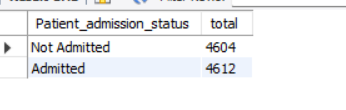 Patient_admission_status total
Not Admitted 4604
Admitted 4612